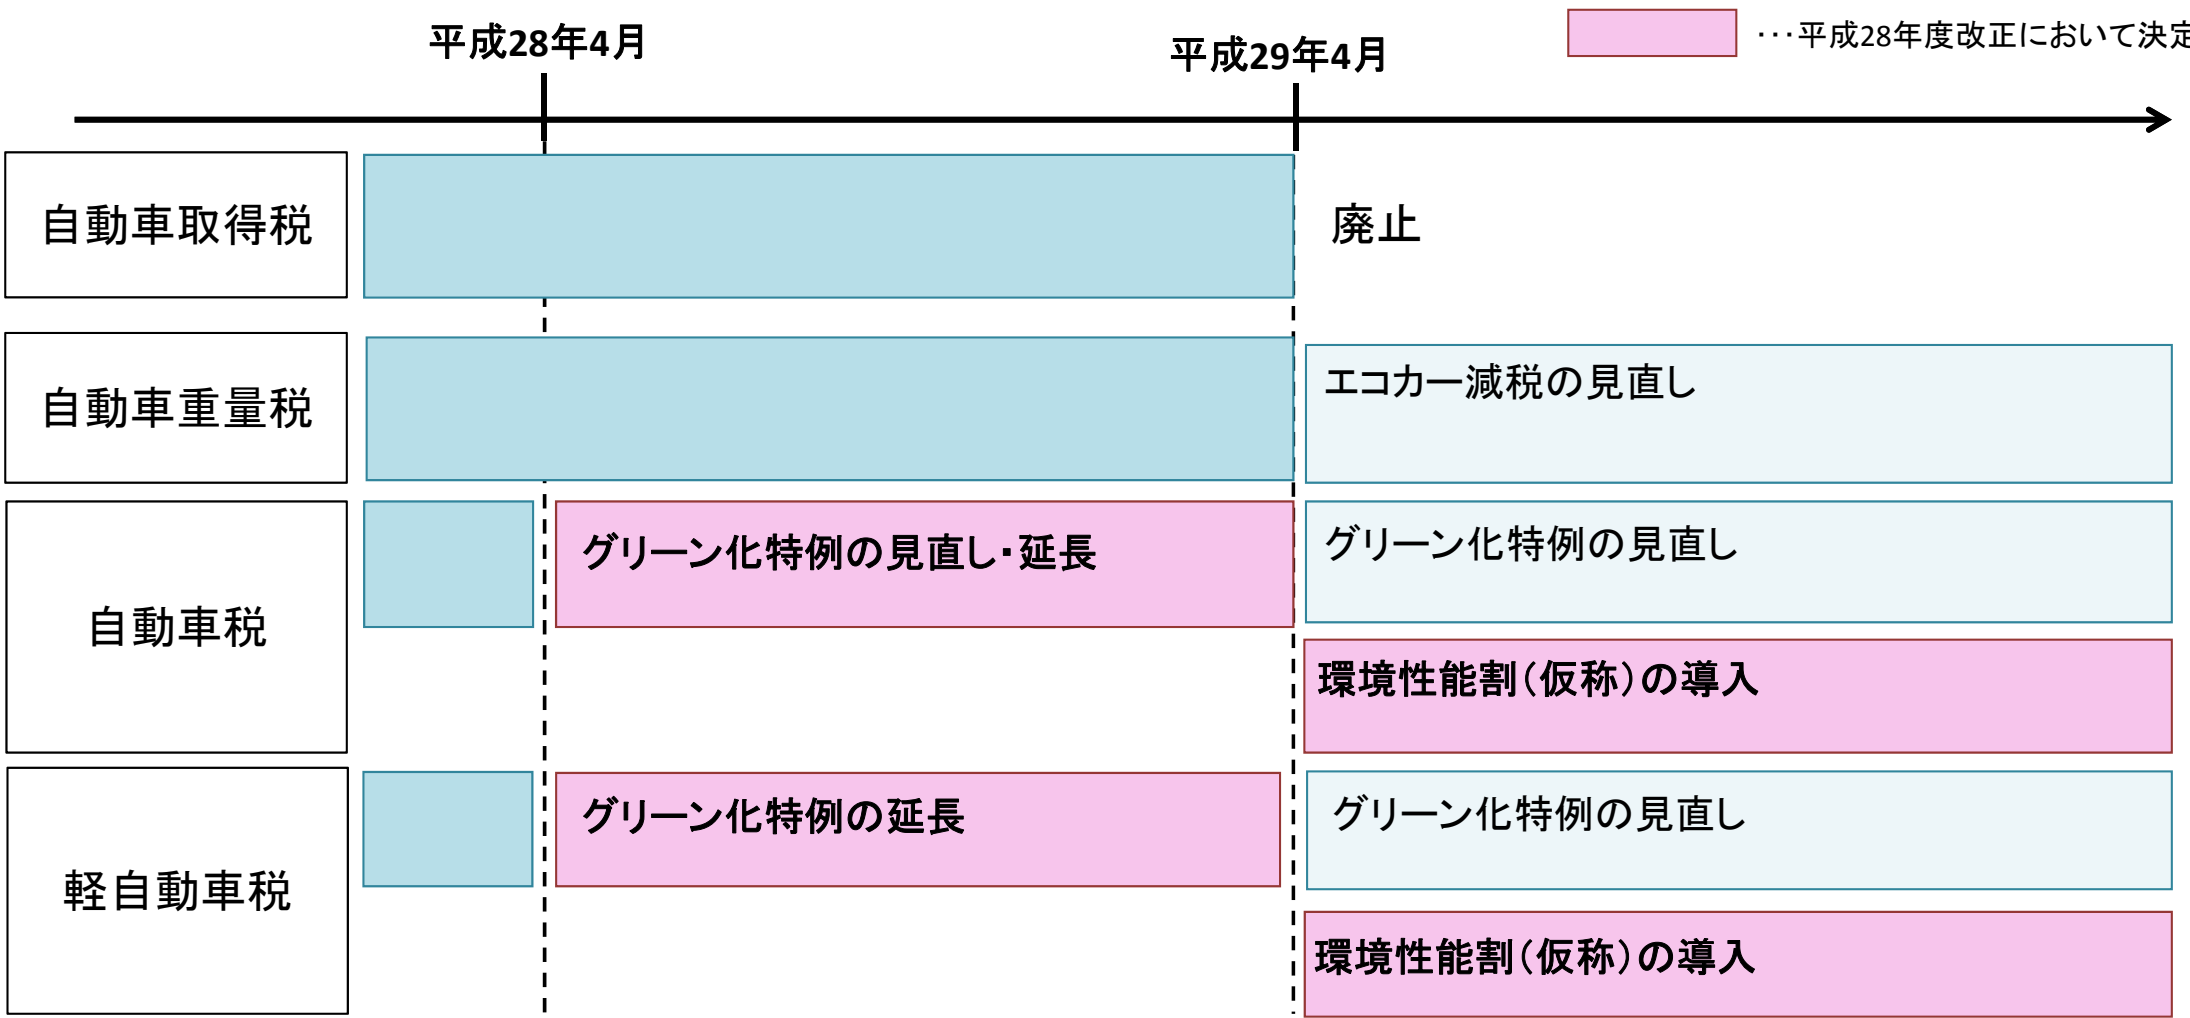 平成28年4月
平成29年4月
･･･平成28年度改正において決定
自動車取得税
廃止
自動車重量税
エコカー減税の見直し
自動車税
グリーン化特例の見直し・延長
グリーン化特例の見直し
環境性能割（仮称）の導入
軽自動車税
グリーン化特例の延長
グリーン化特例の見直し
環境性能割（仮称）の導入